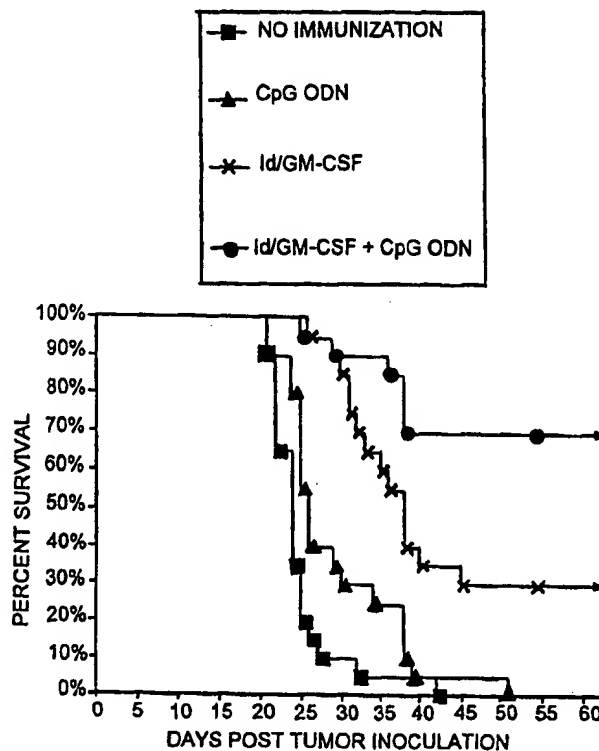 NO IMMUNIZATION
CpG ODN
Id/GM-CSF
Id/GM-CSF + CpG ODN
100%
90%
80%
70%
60%
50%
40%
30%
20%
10%
0%
PERCENT SURVIVAL
0 5 10 15 20 25 30 35 45 45 50 55 60
DAYS POST TUMOR INOCULATION